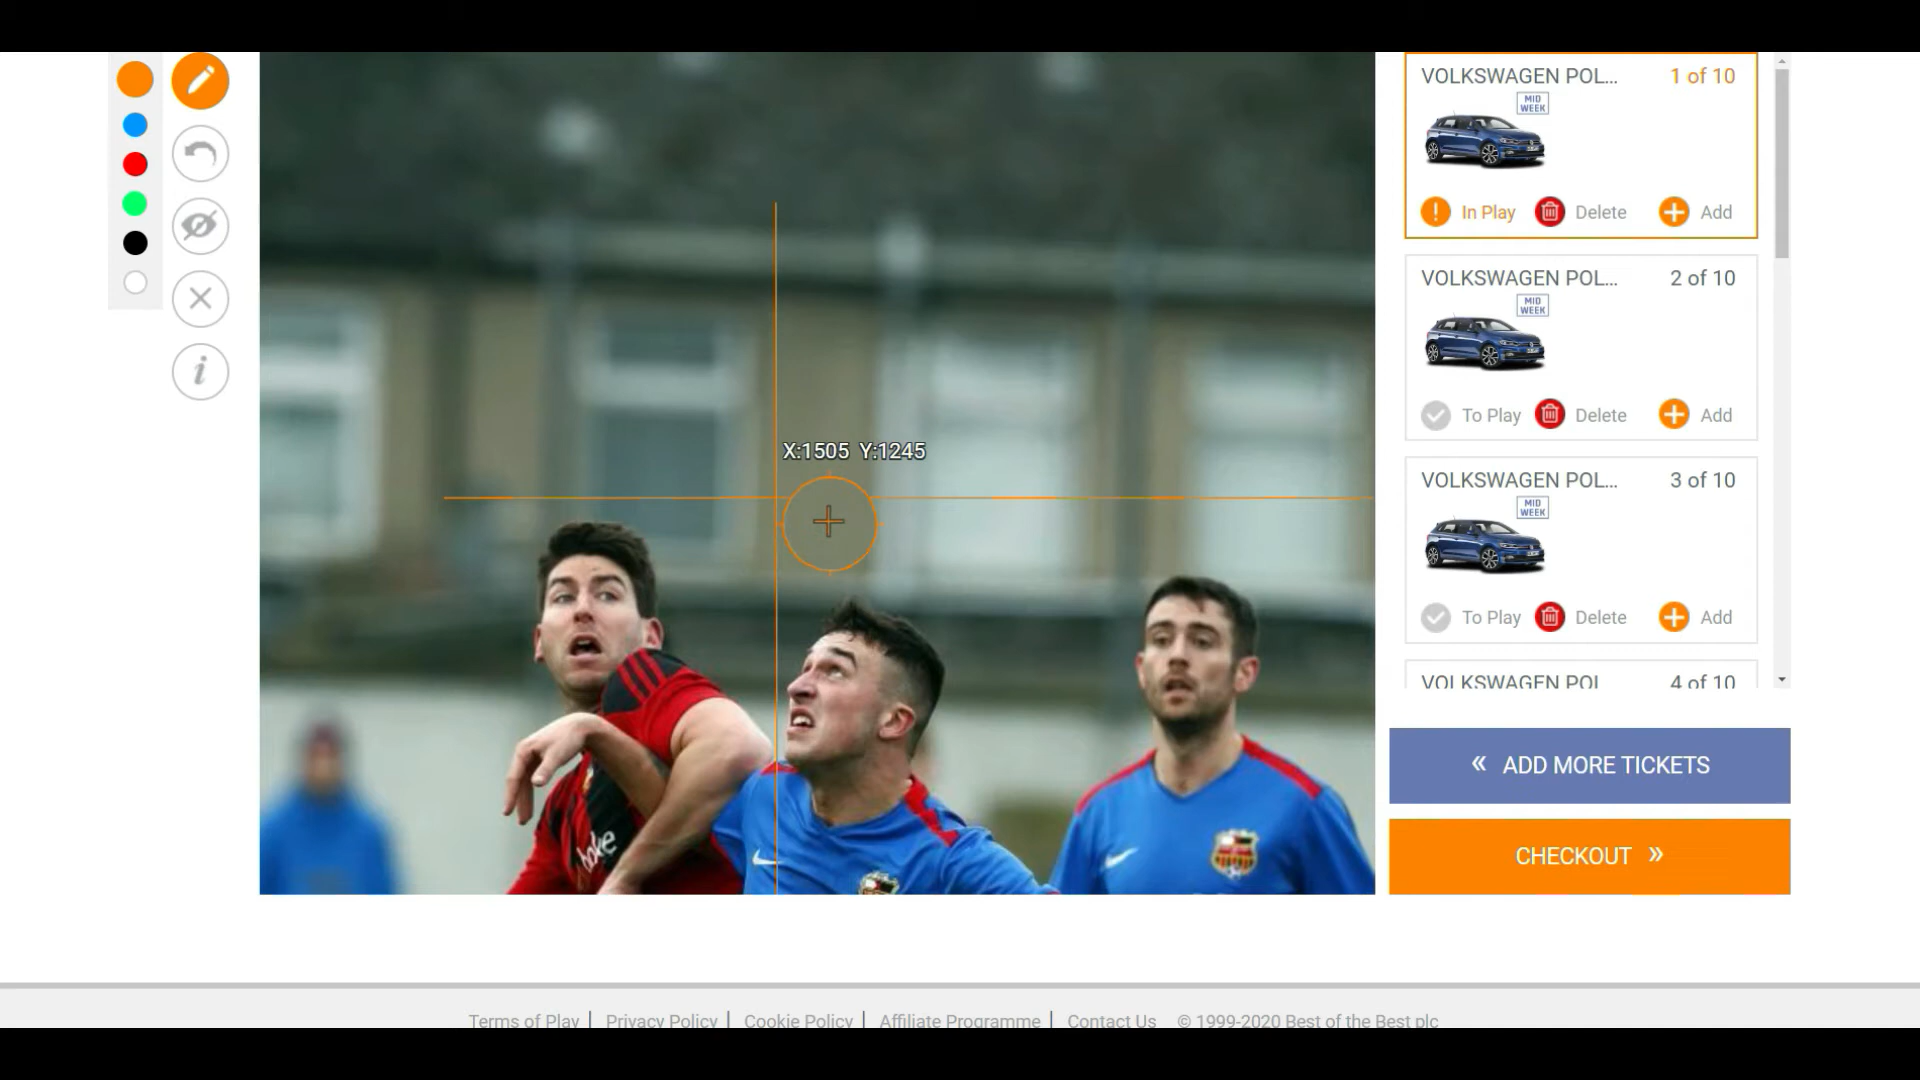 VOLKSWAGEN POL... 1 of 10
MID
WEEK
In Play Delete Add
VOLKSWAGEN POL... 2 of 10
MID
WEEK
To Play Delete Add
VOLKSWAGEN POL... 3 of 10
MID
WEEK
To Play Delete Add
VOLKSWAGEN POL 4 of 10
X:1505 Y:1245
boke
« ADD MORE TICKETS
CHECKOUT »
Terms of Play | Privacy Policy | Cookie Policy | Affiliate Programme | Contact Us © 1999-2020 Best of the Best plc